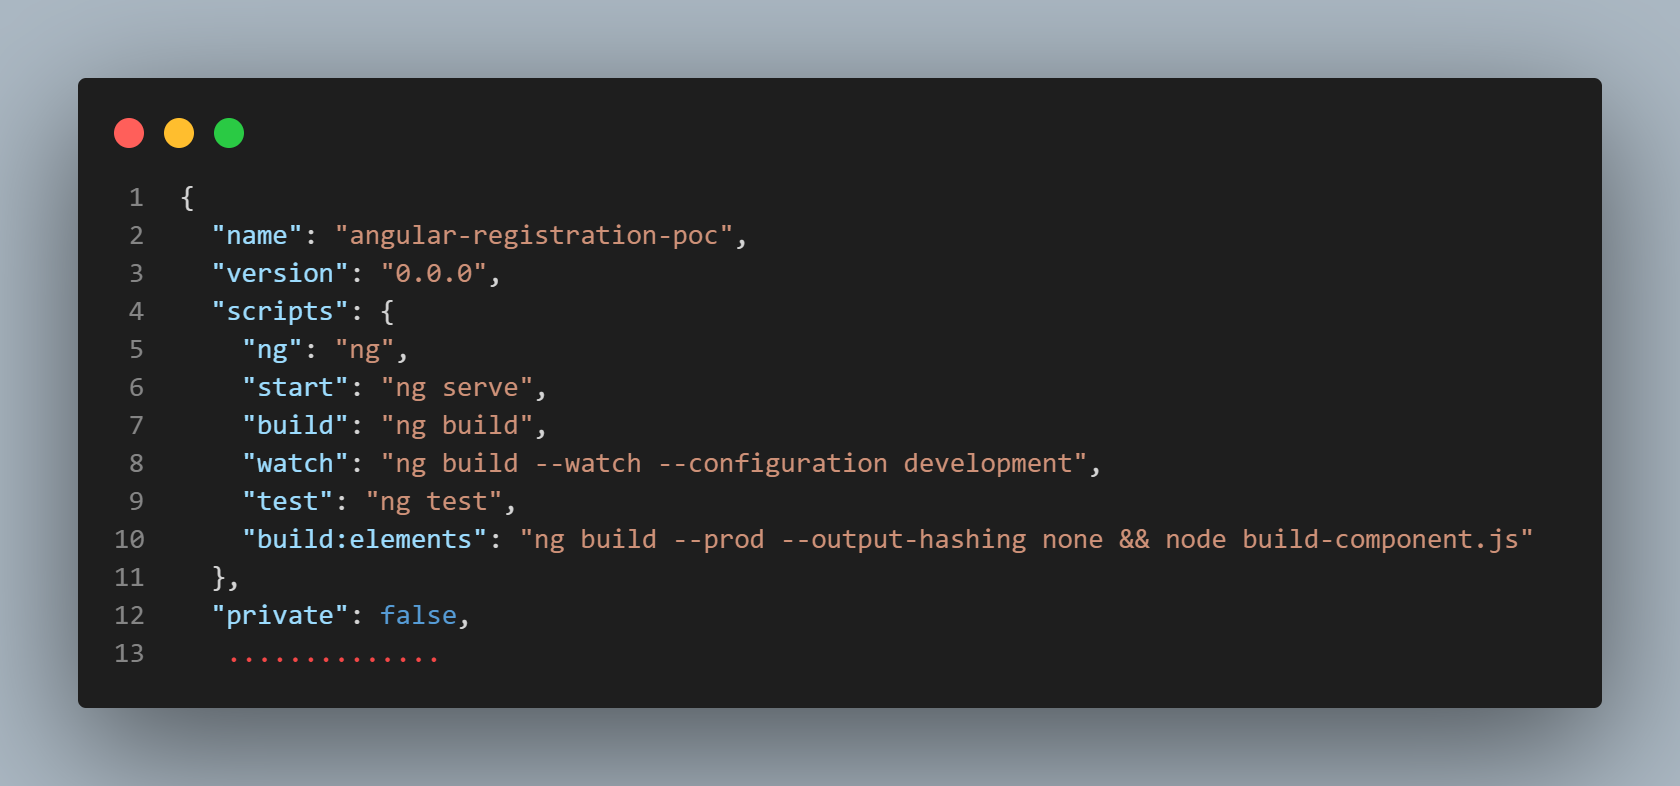 1 {
2   "name": "angular-registration-poc",
3   "version": "0.0.0",
4   "scripts": {
5     "ng": "ng",
6     "start": "ng serve",
7     "build": "ng build",
8     "watch": "ng build --watch --configuration development",
9     "test": "ng test",
10     "build:elements": "ng build --prod --output-hashing none && node build-component.js"
11   },
12   "private": false,
13    ..............